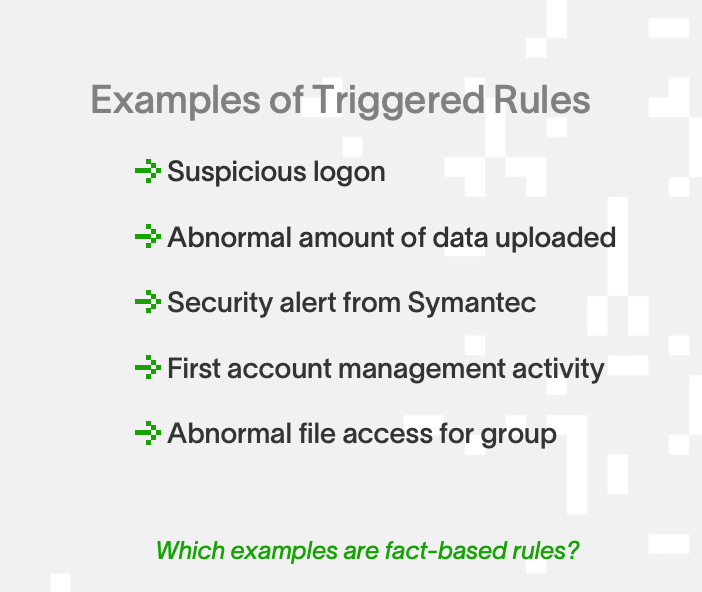 Examples of Triggered Rules
Suspicious logon
Abnormal amount of data uploaded
Security alert from Symantec
First account management activity
Abnormal file access for group
Which examples are fact-based rules?